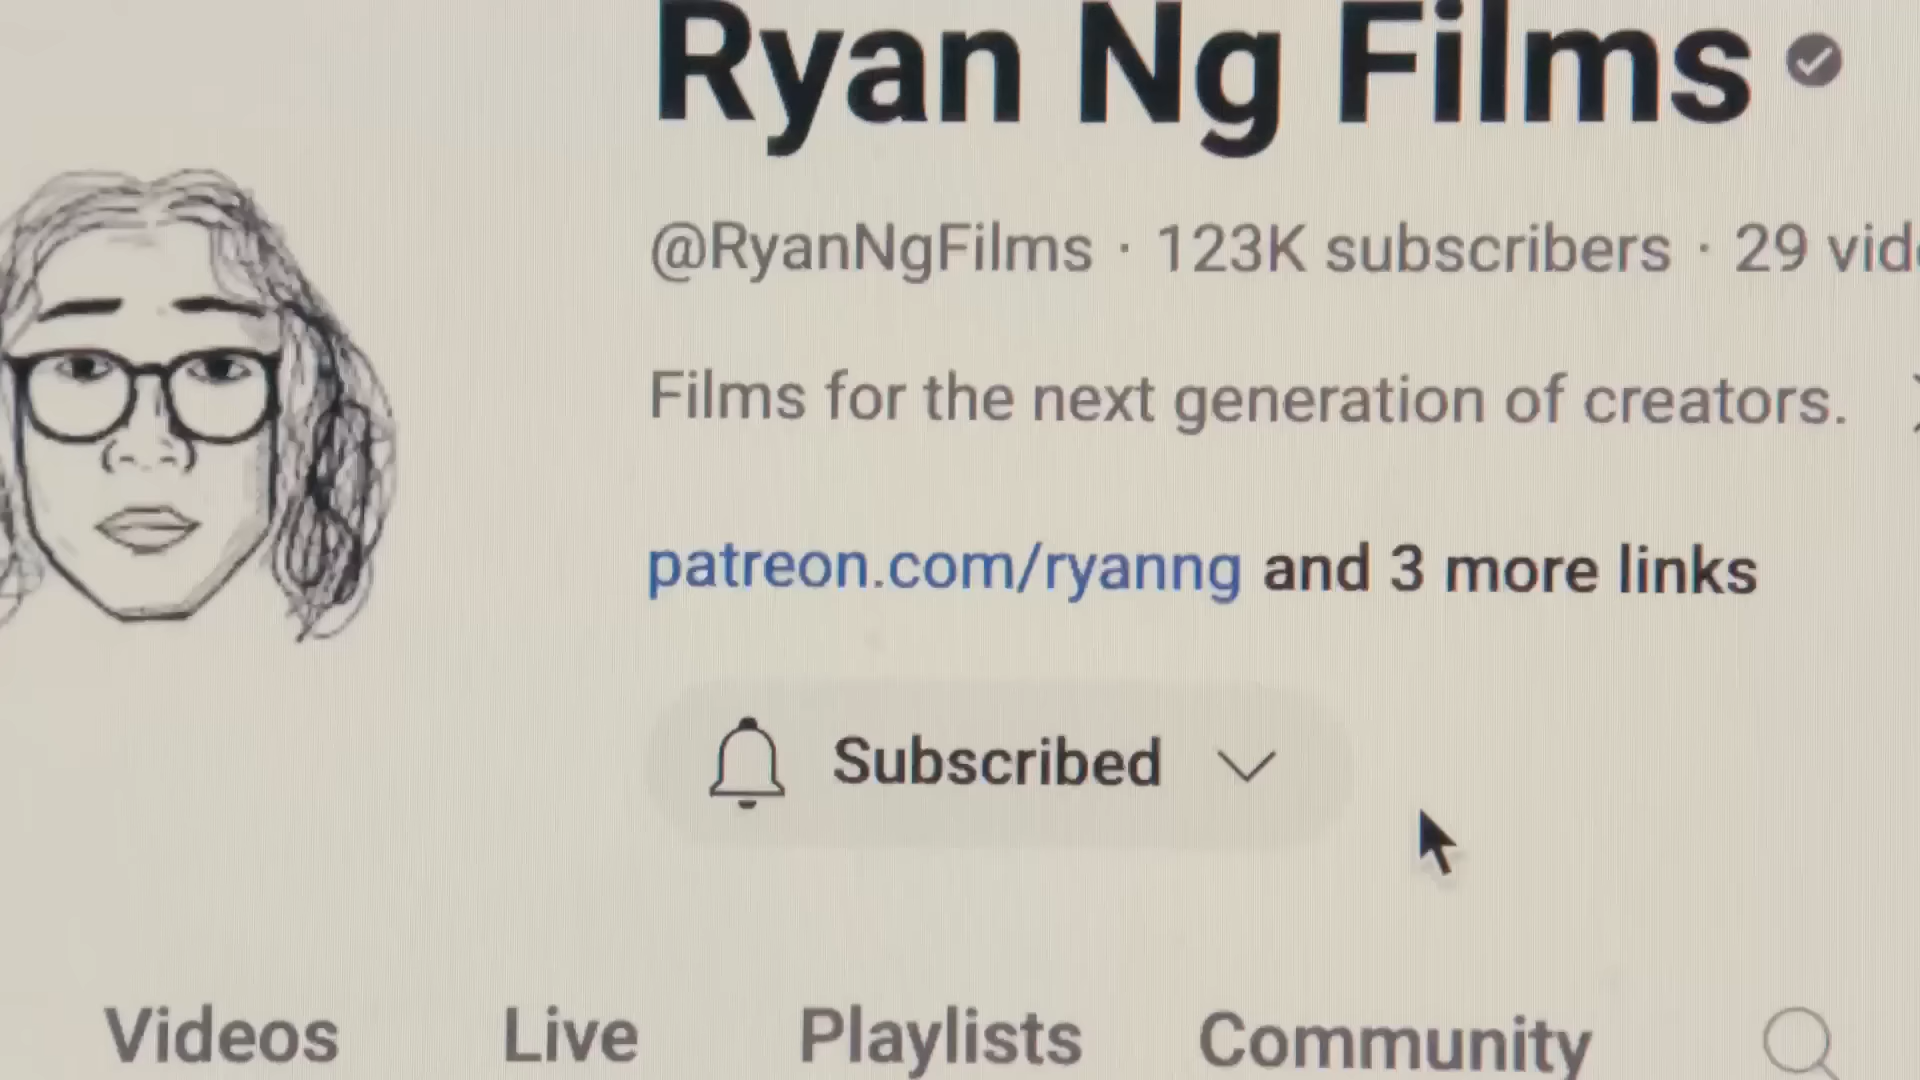 Ryan Ng Films
@RyanNgFilms · 123K subscribers · 29
Films for the next generation of creators.
patreon.com/ryanng and 3 more links
Subscribed
Videos Live Playlists Community